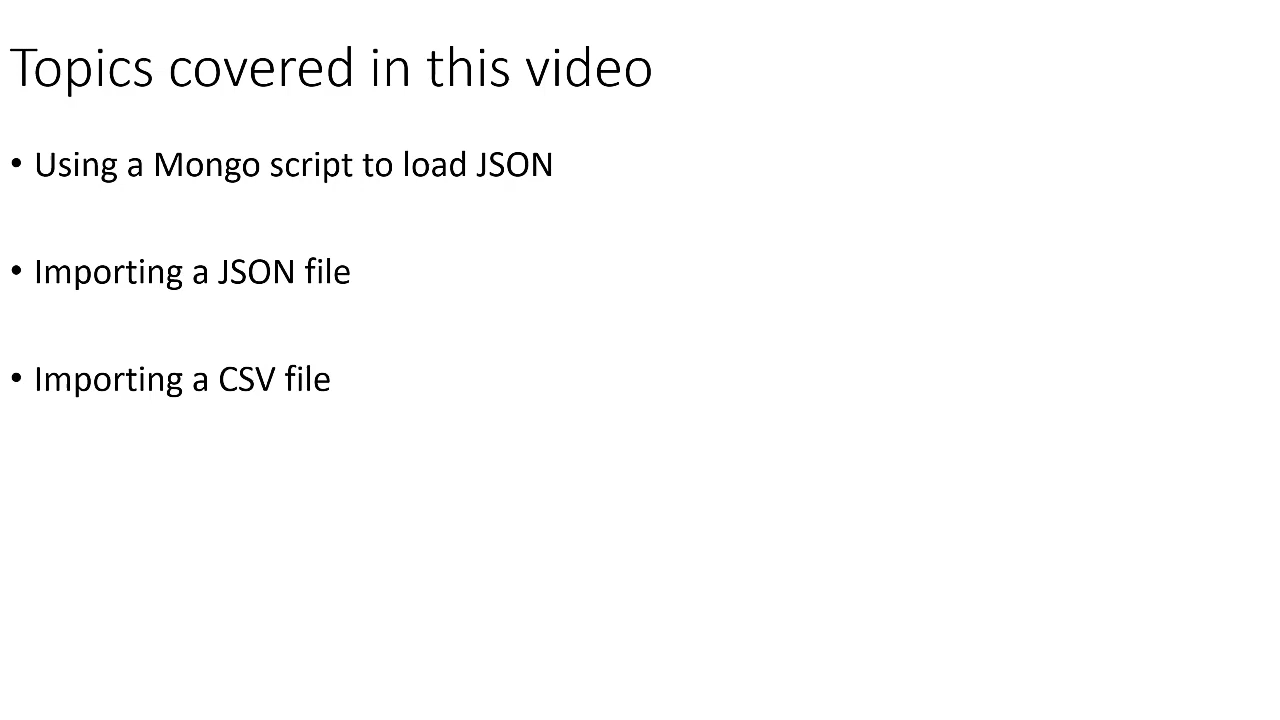 Topics covered in this video
• Using a Mongo script to load JSON
• Importing a JSON file
• Importing a CSV file